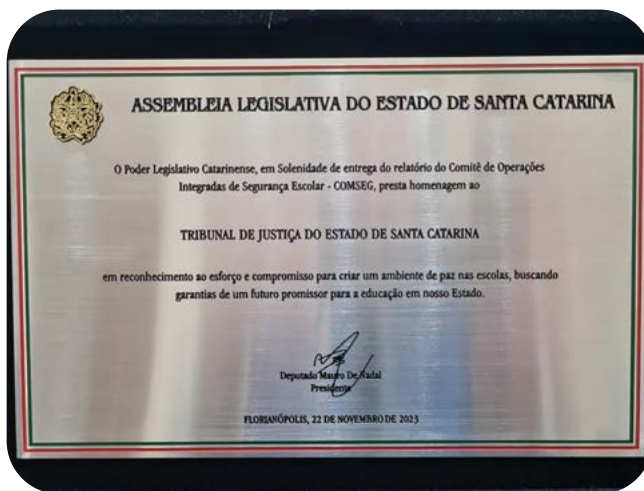 ASSEMBLEIA LEGISLATIVA DO ESTADO DE SANTA CATARINA
O Poder Legislativo Catarinense, em Solenidade de entrega do relatório do Comitê de Operações
Integradas de Segurança Escolar - COMSEG, presta homenagem ao
TRIBUNAL DE JUSTIÇA DO ESTADO DE SANTA CATARINA
em reconhecimento ao esforço e compromisso para criar um ambiente de paz nas escolas, buscando
garantias de um futuro promissor para a educação em nosso Estado.
Deputado Mauro De Nadal
Presidente
FLORIANÓPOLIS, 22 DE NOVEMBRO DE 2023